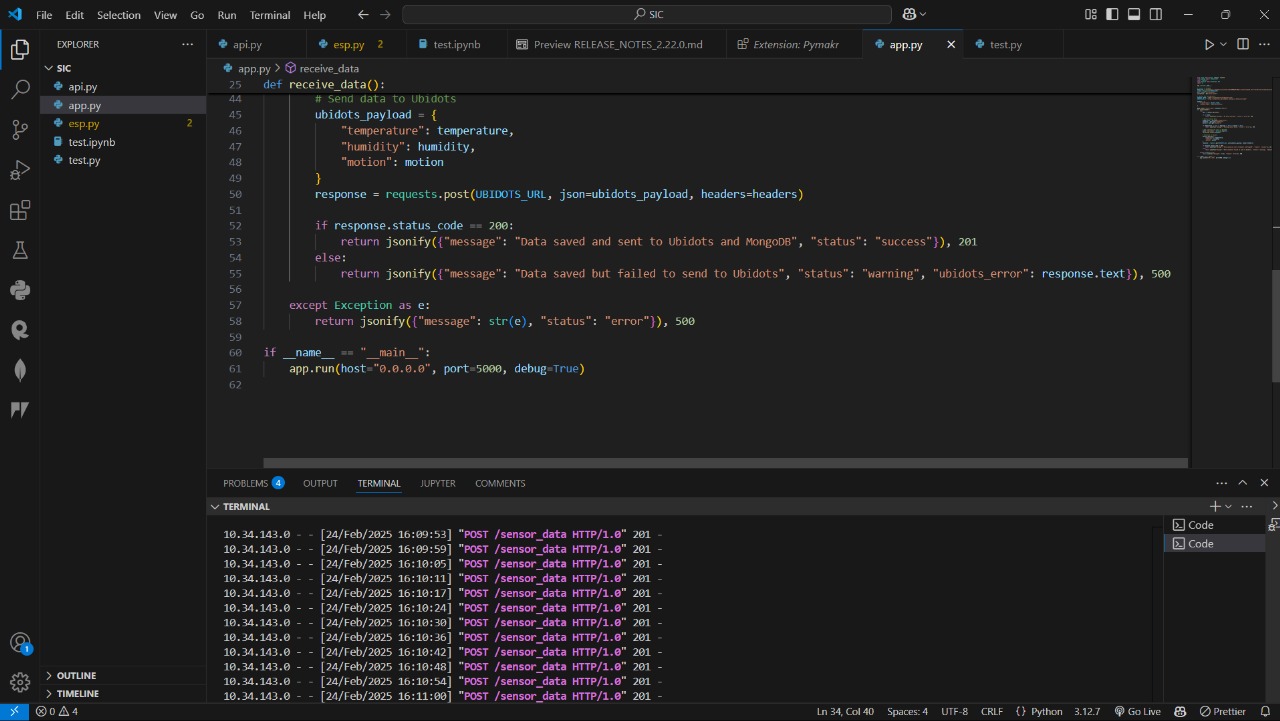 File Edit Selection View Go Run Terminal Help SIC
EXPLORER
SIC
api.py
app.py
esp.py 2
test.ipynb
test.py
OUTLINE
TIMELINE
api.py esp.py 2 test.ipynb Preview RELEASE_NOTES_2.22.0.md Extension: Pymakr app.py test.py
app.py > receive_data
25 def receive_data():
44 # Send data to Ubidots
45 ubidots_payload = {
46 "temperature": temperature,
47 "humidity": humidity,
48 "motion": motion
49 }
50 response = requests.post(UBIDOTS_URL, json=ubidots_payload, headers=headers)
51
52 if response.status_code == 200:
53 return jsonify({"message": "Data saved and sent to Ubidots and MongoDB", "status": "success"}), 201
54 else:
55 return jsonify({"message": "Data saved but failed to send to Ubidots", "status": "warning", "ubidots_error": response.text}), 500
56
57 except Exception as e:
58 return jsonify({"message": str(e), "status": "error"}), 500
59
60 if __name__ == "__main__":
61 app.run(host="0.0.0.0", port=5000, debug=True)
62
PROBLEMS 4 OUTPUT TERMINAL JUPYTER COMMENTS
TERMINAL
10.34.143.0 - - [24/Feb/2025 16:09:53] "POST /sensor_data HTTP/1.0" 201 -
10.34.143.0 - - [24/Feb/2025 16:09:59] "POST /sensor_data HTTP/1.0" 201 -
10.34.143.0 - - [24/Feb/2025 16:10:05] "POST /sensor_data HTTP/1.0" 201 -
10.34.143.0 - - [24/Feb/2025 16:10:11] "POST /sensor_data HTTP/1.0" 201 -
10.34.143.0 - - [24/Feb/2025 16:10:17] "POST /sensor_data HTTP/1.0" 201 -
10.34.143.0 - - [24/Feb/2025 16:10:24] "POST /sensor_data HTTP/1.0" 201 -
10.34.143.0 - - [24/Feb/2025 16:10:30] "POST /sensor_data HTTP/1.0" 201 -
10.34.143.0 - - [24/Feb/2025 16:10:36] "POST /sensor_data HTTP/1.0" 201 -
10.34.143.0 - - [24/Feb/2025 16:10:42] "POST /sensor_data HTTP/1.0" 201 -
10.34.143.0 - - [24/Feb/2025 16:10:48] "POST /sensor_data HTTP/1.0" 201 -
10.34.143.0 - - [24/Feb/2025 16:10:54] "POST /sensor_data HTTP/1.0" 201 -
10.34.143.0 - - [24/Feb/2025 16:11:00] "POST /sensor_data HTTP/1.0" 201 -
Code
Code
1
0 4 Ln 34, Col 40 Spaces: 4 UTF-8 CRLF {} Python 3.12.7 Go Live Prettier